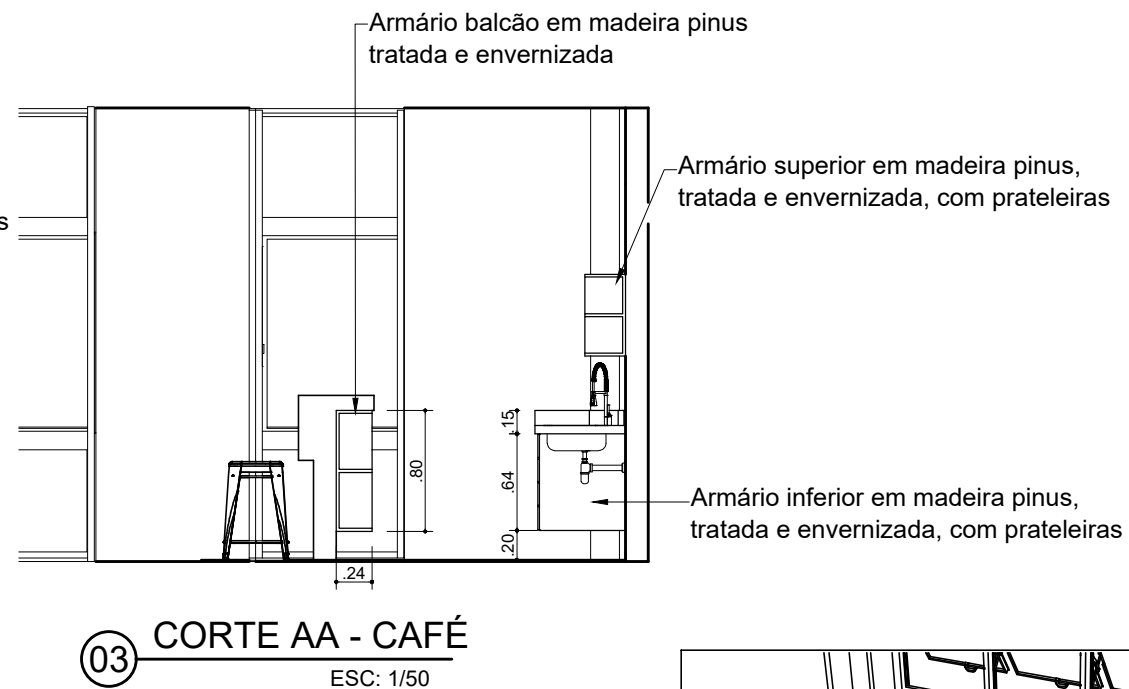 Armário balcão em madeira pinus
tratada e envernizada
Armário superior em madeira pinus,
tratada e envernizada, com prateleiras
s
.15
.80
.64
Armário inferior em madeira pinus,
tratada e envernizada, com prateleiras
.20
.24
03
CORTE AA - CAFÉ
ESC: 1/50